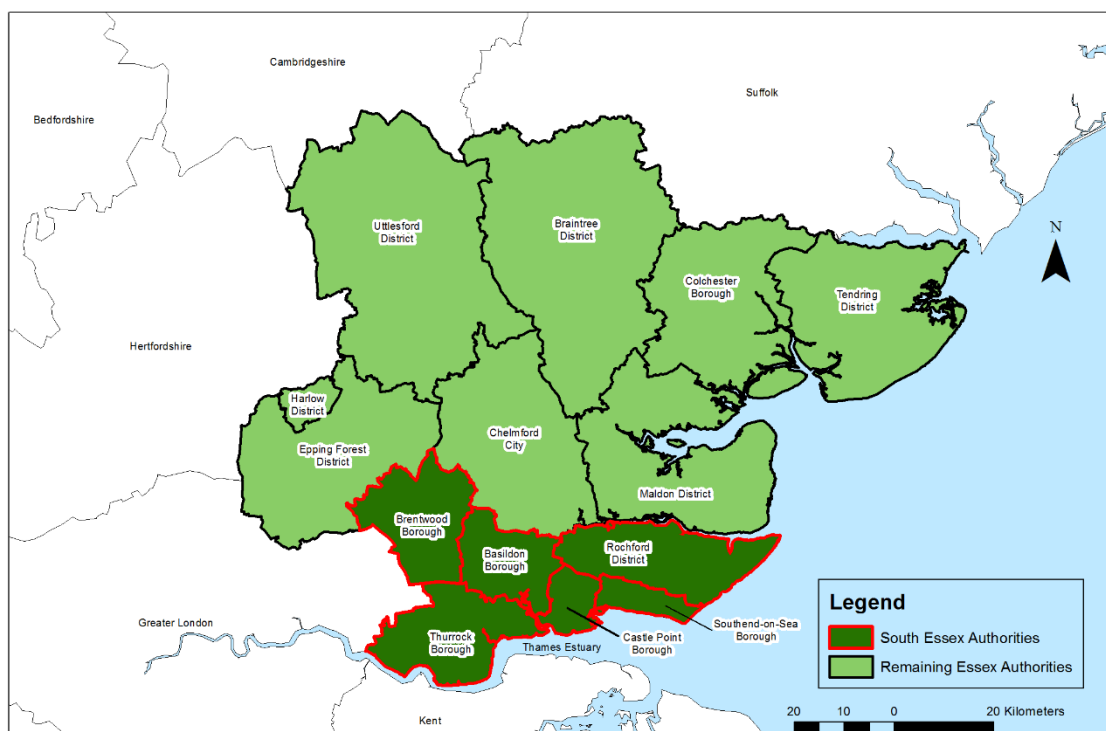 Cambridgeshire
Suffolk
Bedfordshire
Uttlesford
District
Braintree
District
N
Colchester
Borough
Tendring
District
Hertfordshire
Harlow
District
Epping Forest
District
Chelmford
City
Maldon District
Brentwood
Borough
Basildon
Borough
Rochford
District
Greater London
Thurrock
Borough
Thames Estuary
Castle Point
Borough
Southend-on-Sea
Borough
Kent
Legend
South Essex Authorities
Remaining Essex Authorities
20 10 0 20 Kilometers